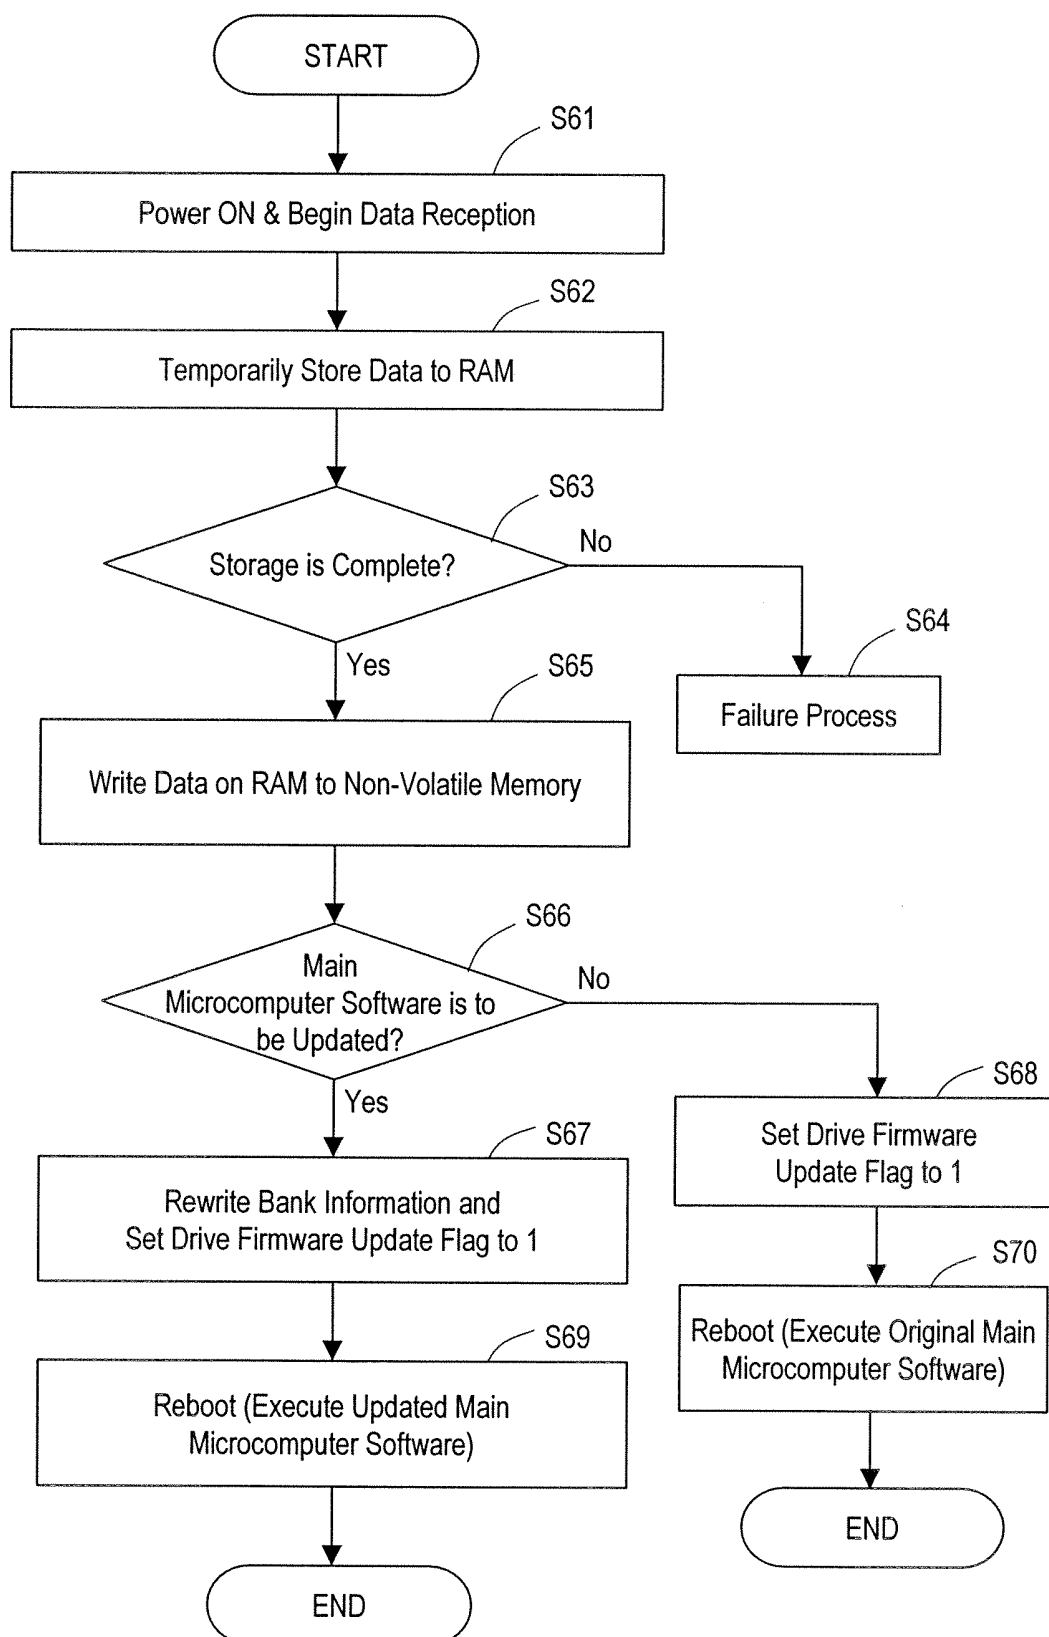 START
S61
Power ON & Begin Data Reception
S62
Temporarily Store Data to RAM
S63
Storage is Complete?
No
Yes
S64
Failure Process
S65
Write Data on RAM to Non-Volatile Memory
S66
Main
Microcomputer Software is to
be Updated?
No
Yes
S67
Rewrite Bank Information and
Set Drive Firmware Update Flag to 1
S68
Set Drive Firmware
Update Flag to 1
S69
Reboot (Execute Updated Main
Microcomputer Software)
S70
Reboot (Execute Original Main
Microcomputer Software)
END
END